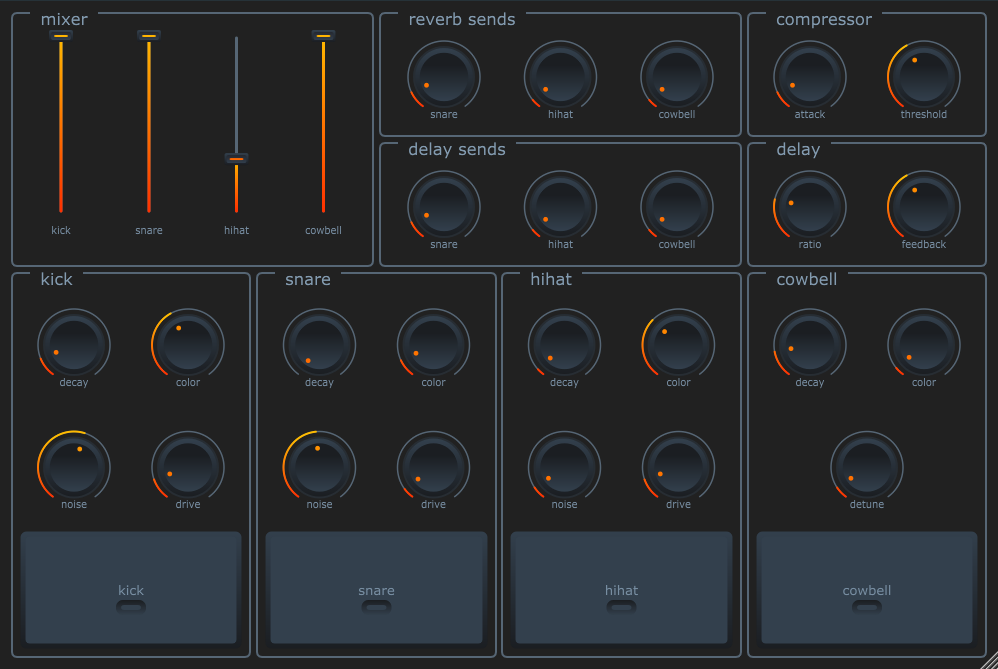 mixer
kick snare hihat cowbell
reverb sends
snare hihat cowbell
compressor
attack threshold
delay sends
snare hihat cowbell
delay
ratio feedback
kick
decay color
noise drive
kick
snare
decay color
noise drive
snare
hihat
decay color
noise drive
hihat
cowbell
decay color
detune
cowbell